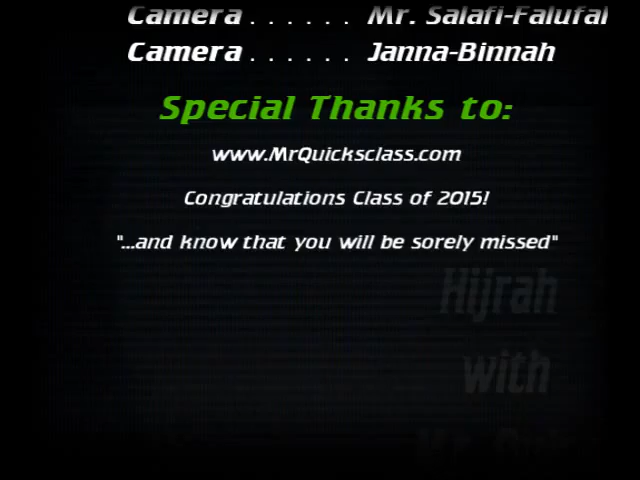 Camera . . . . . . Mr. Salafi-Falufal
Camera . . . . . . Janna-Binnah
Special Thanks to:
www.MrQuicksclass.com
Congratulations Class of 2015!
"...and know that you will be sorely missed"
Hijrah
with
Mr.